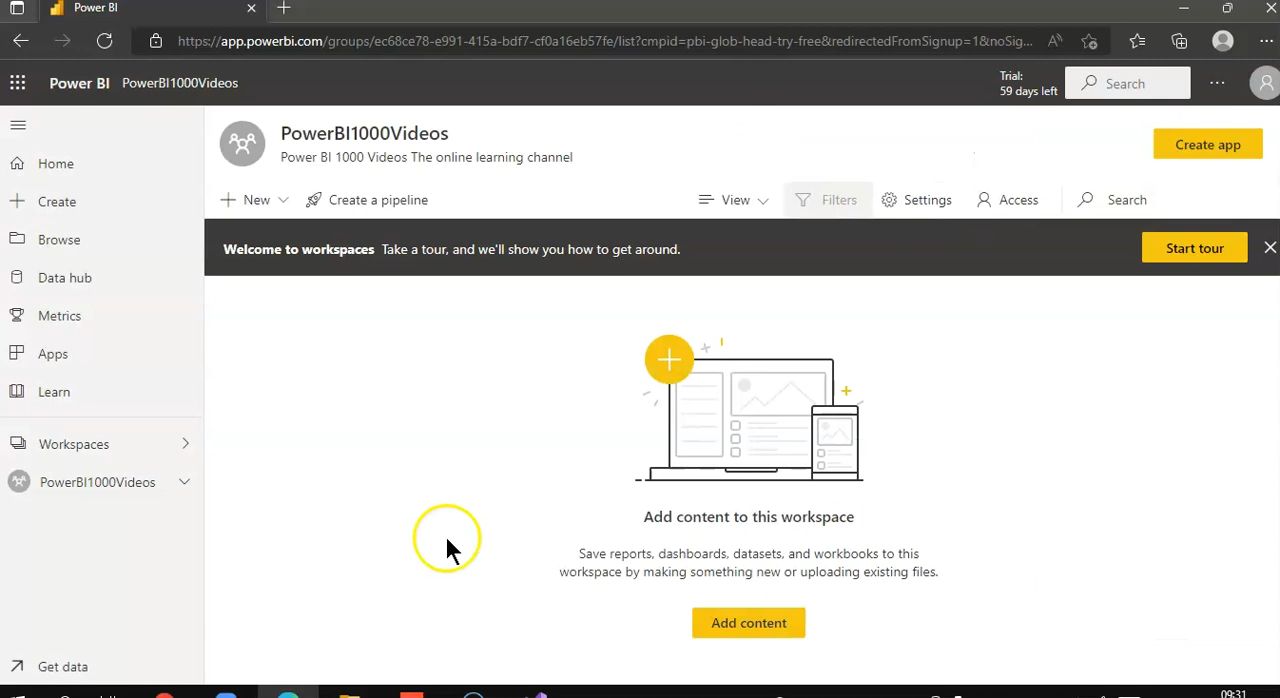 Power BI
https://app.powerbi.com/groups/ec68ce78-e991-415a-bdf7-cf0a16eb57fe/list?cmpid=pbi-glob-head-try-free&redirectedFromSignup=1&noSig...
Power BI PowerBI1000Videos
Trial:
59 days left
Search
PowerBI1000Videos
Power BI 1000 Videos The online learning channel
Create app
New
Create a pipeline
View
Filters
Settings
Access
Search
Welcome to workspaces Take a tour, and we'll show you how to get around.
Start tour
Home
Create
Browse
Data hub
Metrics
Apps
Learn
Workspaces
PowerBI1000Videos
Get data
Add content to this workspace
Save reports, dashboards, datasets, and workbooks to this
workspace by making something new or uploading existing files.
Add content
09:31